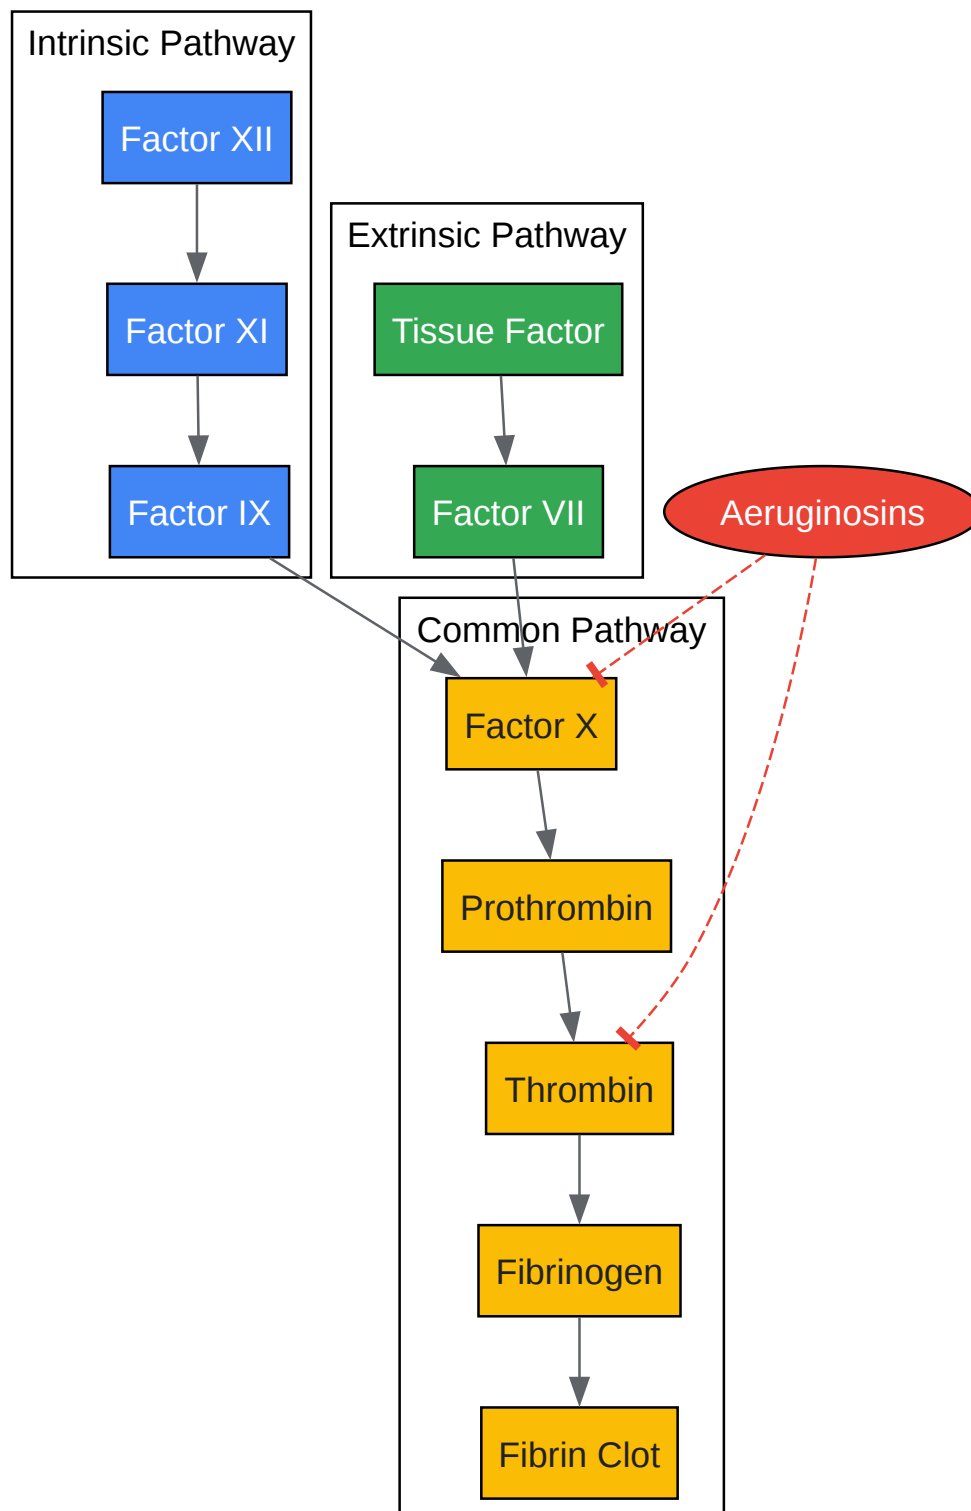 Intrinsic Pathway
Factor XII
Extrinsic Pathway
Factor XI
Tissue Factor
Factor IX
Factor VII
Aeruginosins
Common Pathway
Factor X
Prothrombin
Thrombin
Fibrinogen
Fibrin Clot